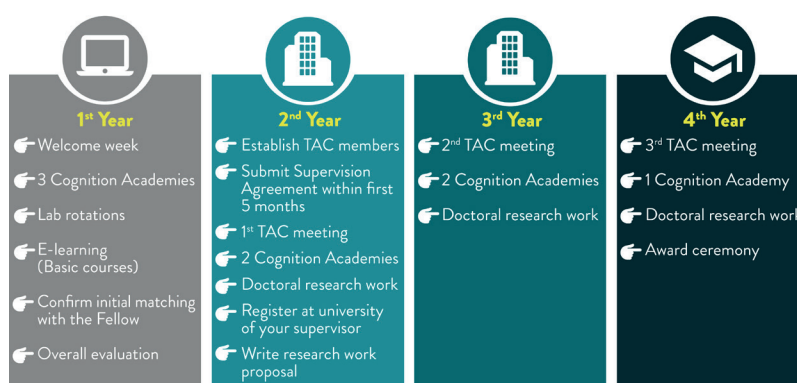 1st Year
Welcome week
3 Cognition Academies
Lab rotations
E-learning
(Basic courses)
Confirm initial matching
with the Fellow
Overall evaluation
2nd Year
Establish TAC members
Submit Supervision
Agreement within first
5 months
1st TAC meeting
2 Cognition Academies
Doctoral research work
Register at university
of your supervisor
Write research work
proposal
3rd Year
2nd TAC meeting
2 Cognition Academies
Doctoral research work
4th Year
3rd TAC meeting
1 Cognition Academy
Doctoral research work
Award ceremony